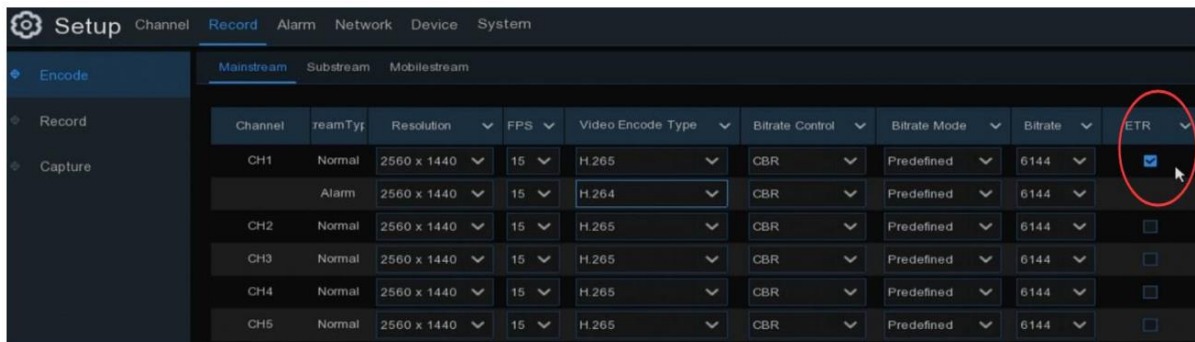 Setup Channel Record Alarm Network Device System
Encode
Mainstream Substream Mobilestream
Record
Channel reamTyp Resolution FPS Video Encode Type Bitrate Control Bitrate Mode Bitrate ETR
Capture
CH1 Normal 2560 x 1440 15 H.265 CBR Predefined 6144
Alarm 2560 x 1440 15 H.264 CBR Predefined 6144
CH2 Normal 2560 x 1440 15 H.265 CBR Predefined 6144
CH3 Normal 2560 x 1440 15 H.265 CBR Predefined 6144
CH4 Normal 2560 x 1440 15 H.265 CBR Predefined 6144
CH5 Normal 2560 x 1440 15 H.265 CBR Predefined 6144